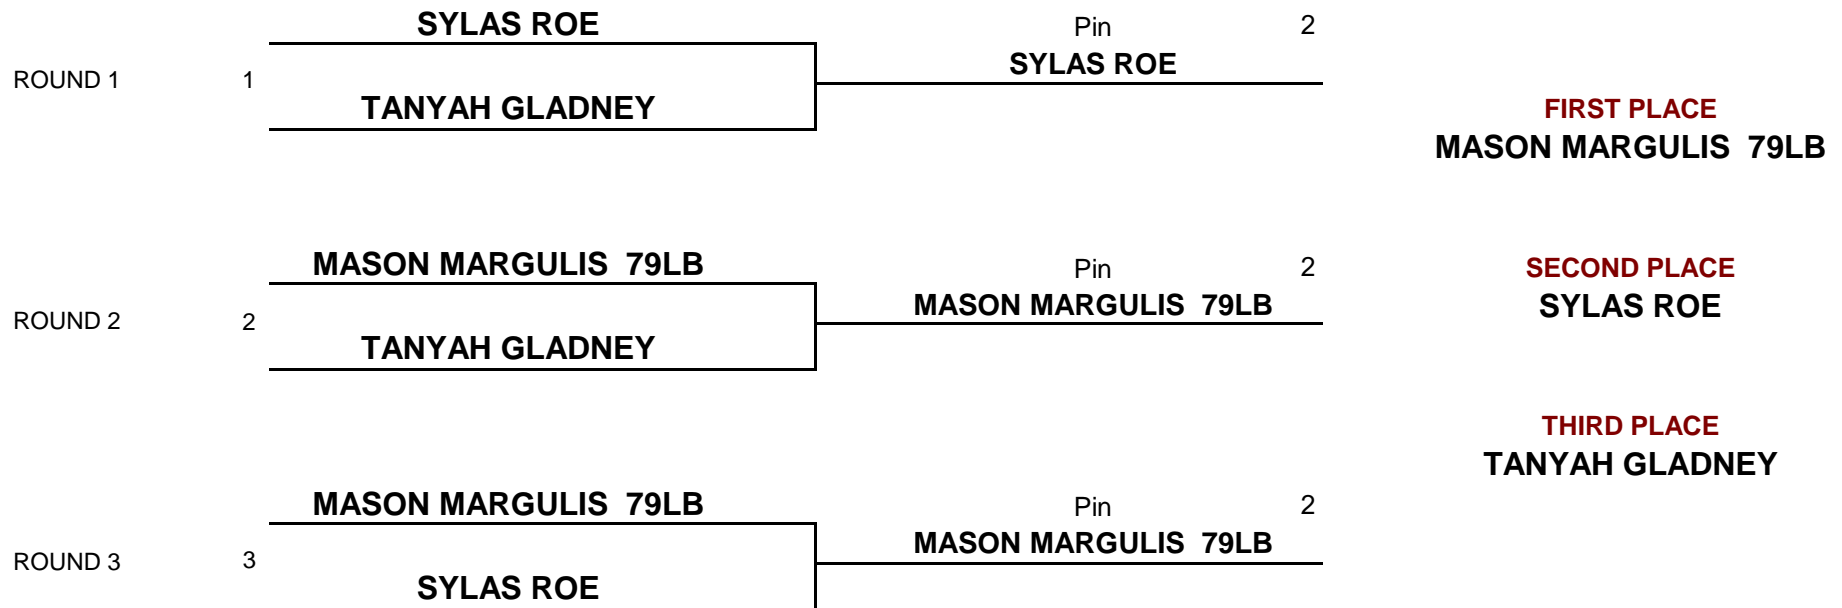 SYLAS ROE
Pin 2
SYLAS ROE
ROUND 1 1
TANYAH GLADNEY
FIRST PLACE
MASON MARGULIS 79LB
MASON MARGULIS 79LB
Pin 2
SECOND PLACE
MASON MARGULIS 79LB
SYLAS ROE
ROUND 2 2
TANYAH GLADNEY
THIRD PLACE
TANYAH GLADNEY
MASON MARGULIS 79LB
Pin 2
MASON MARGULIS 79LB
ROUND 3 3
SYLAS ROE